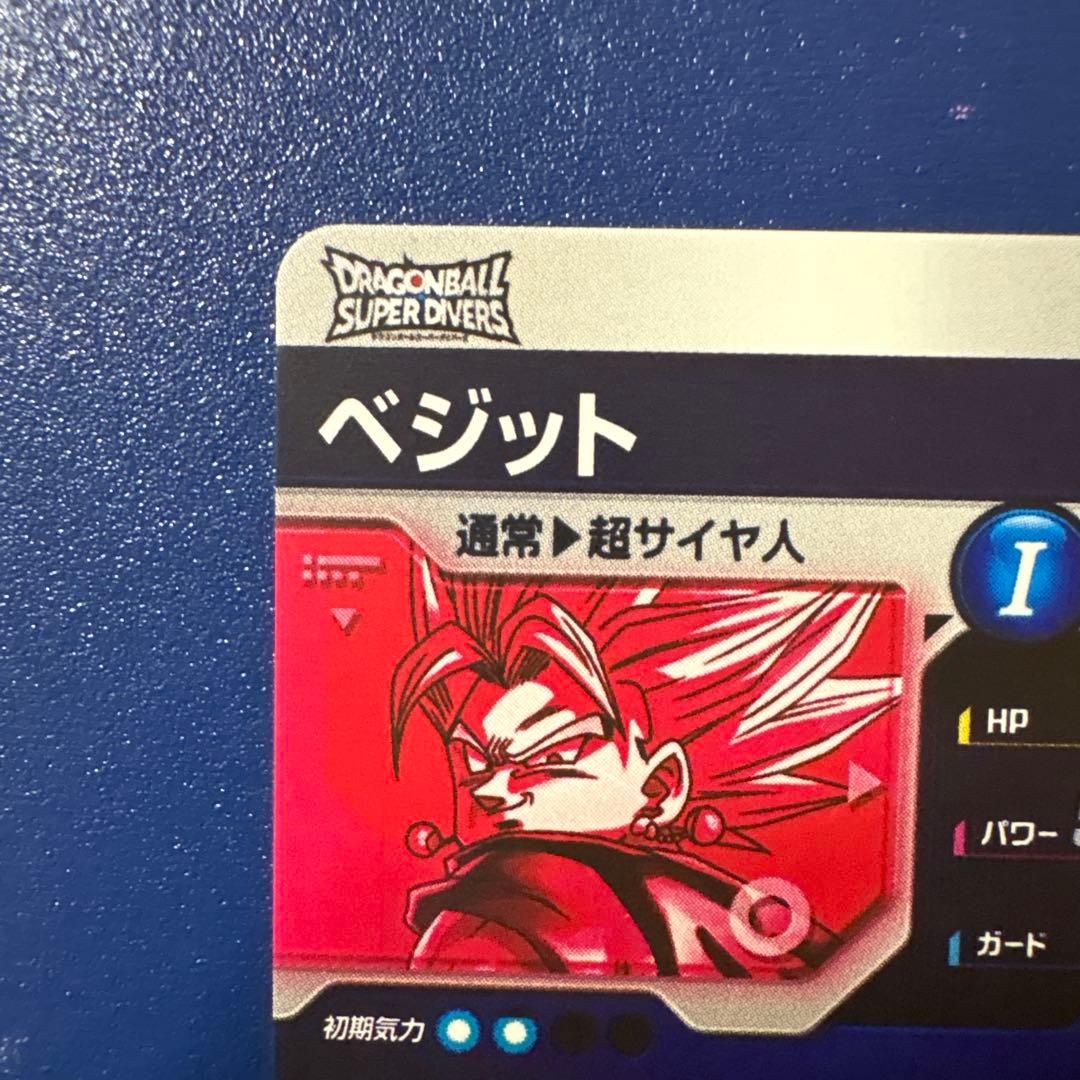 DRAGONBALL
SUPER DIVERS
ベジット
通常▶超サイヤ人
I
HP
パワー
ガード
初期気力